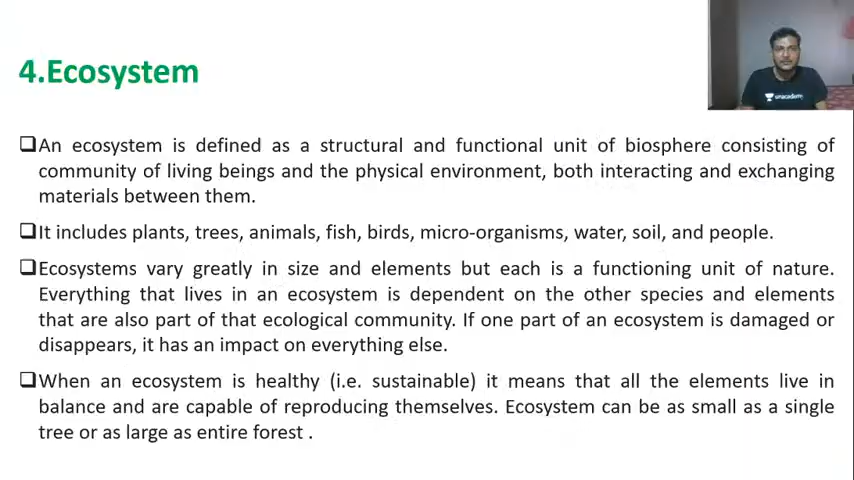 4.Ecosystem
unacademy
❑An ecosystem is defined as a structural and functional unit of biosphere consisting of
community of living beings and the physical environment, both interacting and exchanging
materials between them.
❑It includes plants, trees, animals, fish, birds, micro-organisms, water, soil, and people.
❑Ecosystems vary greatly in size and elements but each is a functioning unit of nature.
Everything that lives in an ecosystem is dependent on the other species and elements
that are also part of that ecological community. If one part of an ecosystem is damaged or
disappears, it has an impact on everything else.
❑When an ecosystem is healthy (i.e. sustainable) it means that all the elements live in
balance and are capable of reproducing themselves. Ecosystem can be as small as a single
tree or as large as entire forest .